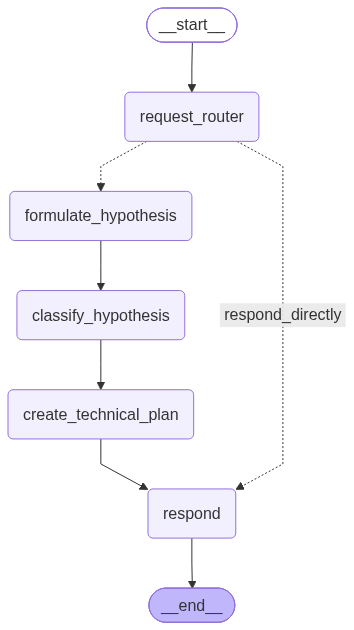 __start__
request_router
formulate_hypothesis
classify_hypothesis
respond_directly
create_technical_plan
respond
__end__